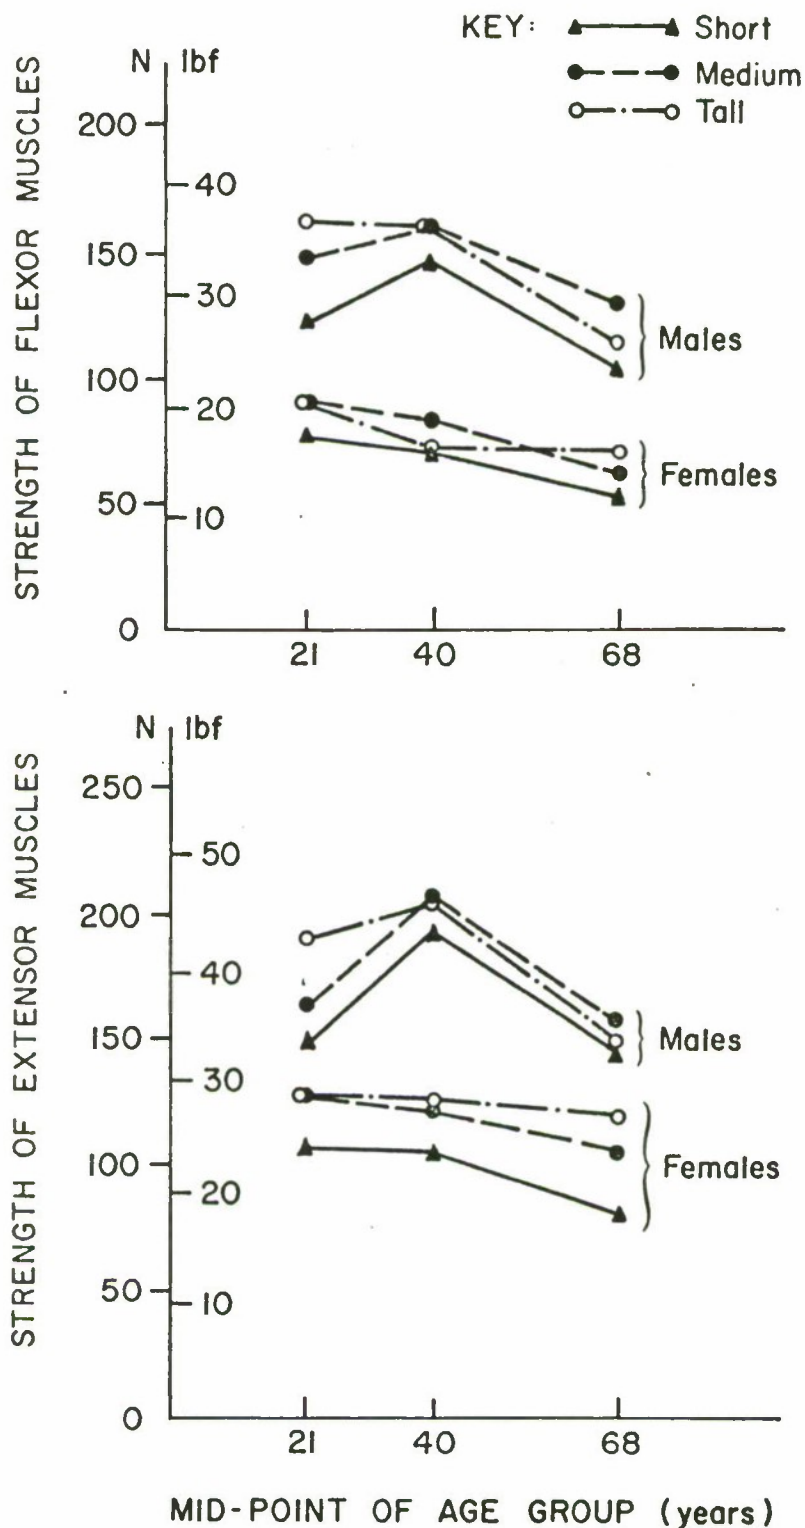 KEY: Short
Medium
Tall
N lbf
STRENGTH OF FLEXOR MUSCLES
200
40
150
30
Males
100
20
Females
50
10
0
21 40 68
N lbf
STRENGTH OF EXTENSOR MUSCLES
250
50
200
40
150
Males
30
100
Females
20
50
10
0
21 40 68
MID-POINT OF AGE GROUP (years)